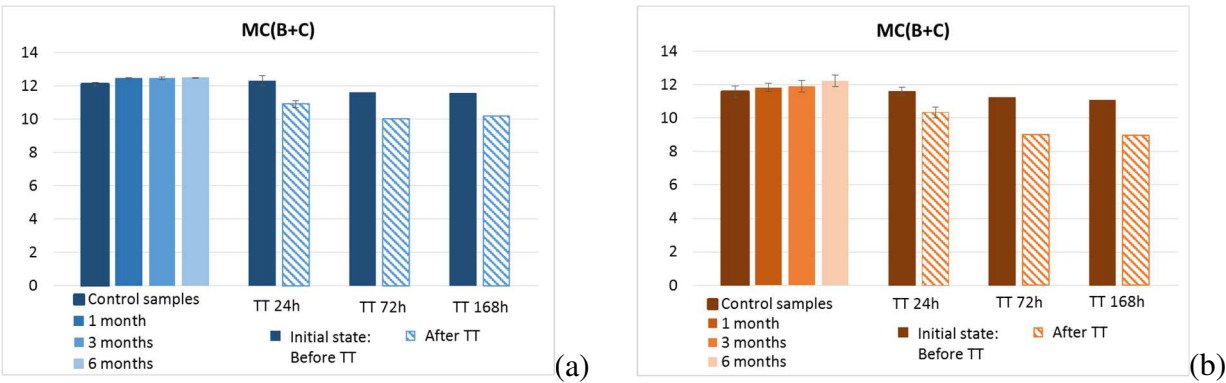 MC(B+C)
14
12
10
8
6
4
2
0
Control samples
1 month
3 months
6 months
TT 24h
TT 72h
TT 168h
Initial state:
Before TT
After TT
(a)
MC(B+C)
14
12
10
8
6
4
2
0
Control samples
1 month
3 months
6 months
TT 24h
TT 72h
TT 168h
Initial state:
Before TT
After TT
(b)